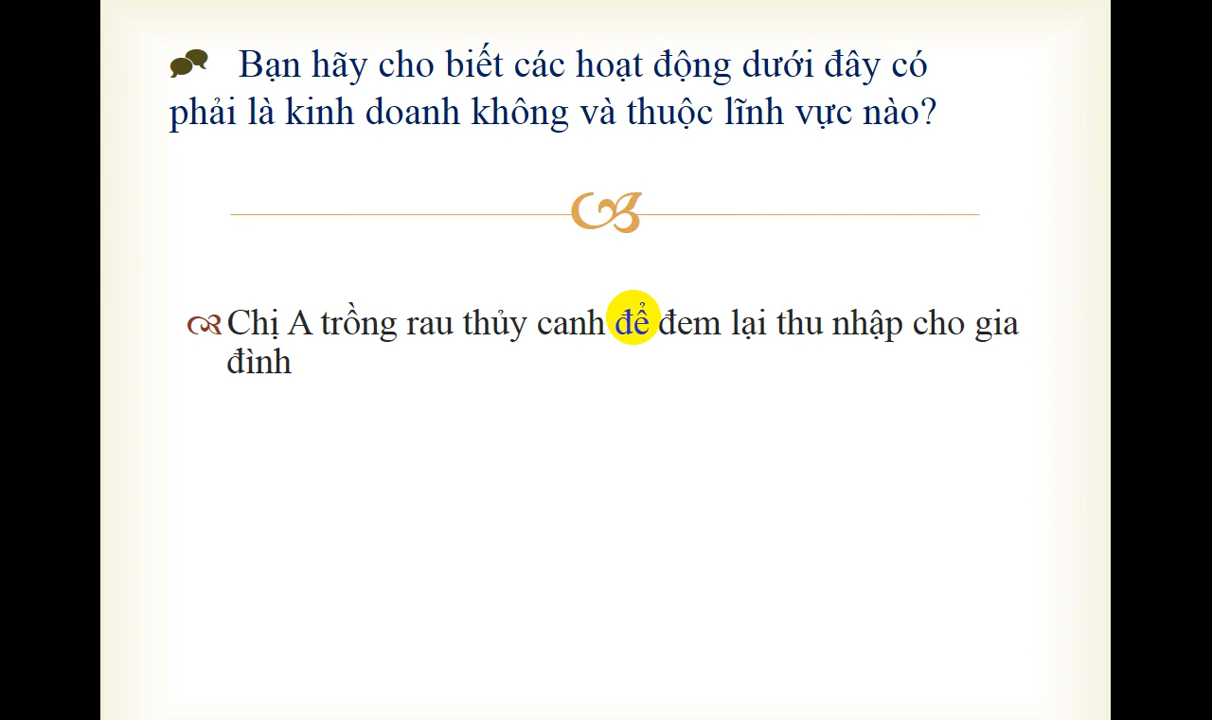 Bạn hãy cho biết các hoạt động dưới đây có
phải là kinh doanh không và thuộc lĩnh vực nào?
Chị A trồng rau thủy canh để đem lại thu nhập cho gia
đình